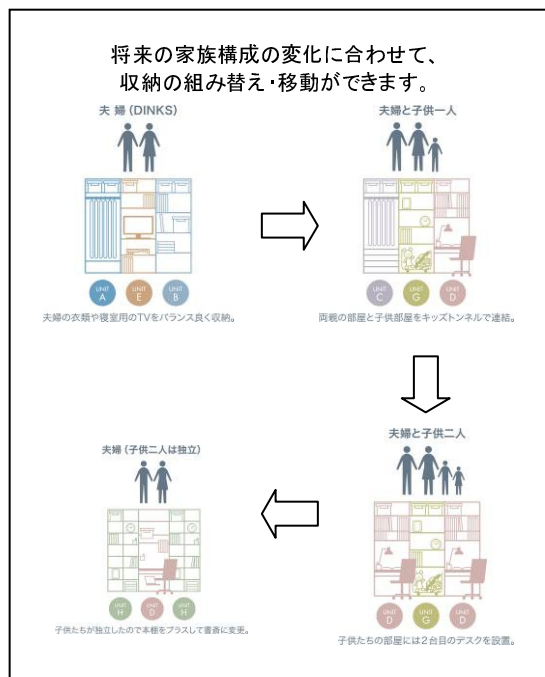 将来の家族構成の変化に合わせて、
収納の組み替え・移動ができます。
夫 婦 (DINKS)
UNIT A
UNIT E
UNIT B
夫婦の衣類や寝室用のTVをバランス良く収納。
夫婦と子供一人
UNIT C
UNIT G
UNIT D
両親の部屋と子供部屋をキッズトンネルで連結。
夫婦と子供二人
UNIT D
UNIT G
UNIT D
子供たちの部屋には2台目のデスクを設置。
夫婦 (子供二人は独立)
UNIT H
UNIT D
UNIT H
子供たちが独立したので本棚をプラスして書斎に変更。